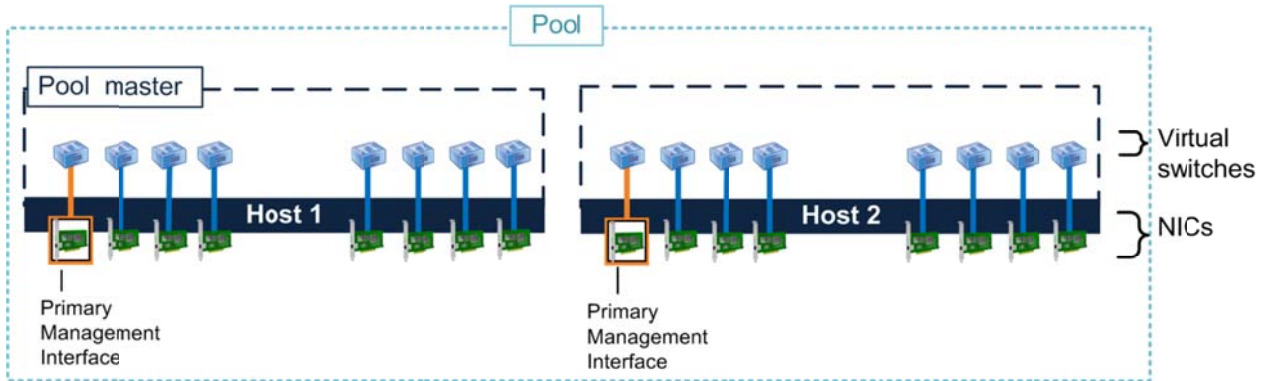 Pool
Pool master
Virtual
switches
Host 1
Host 2
NICs
Primary
Management
Interface
Primary
Management
Interface